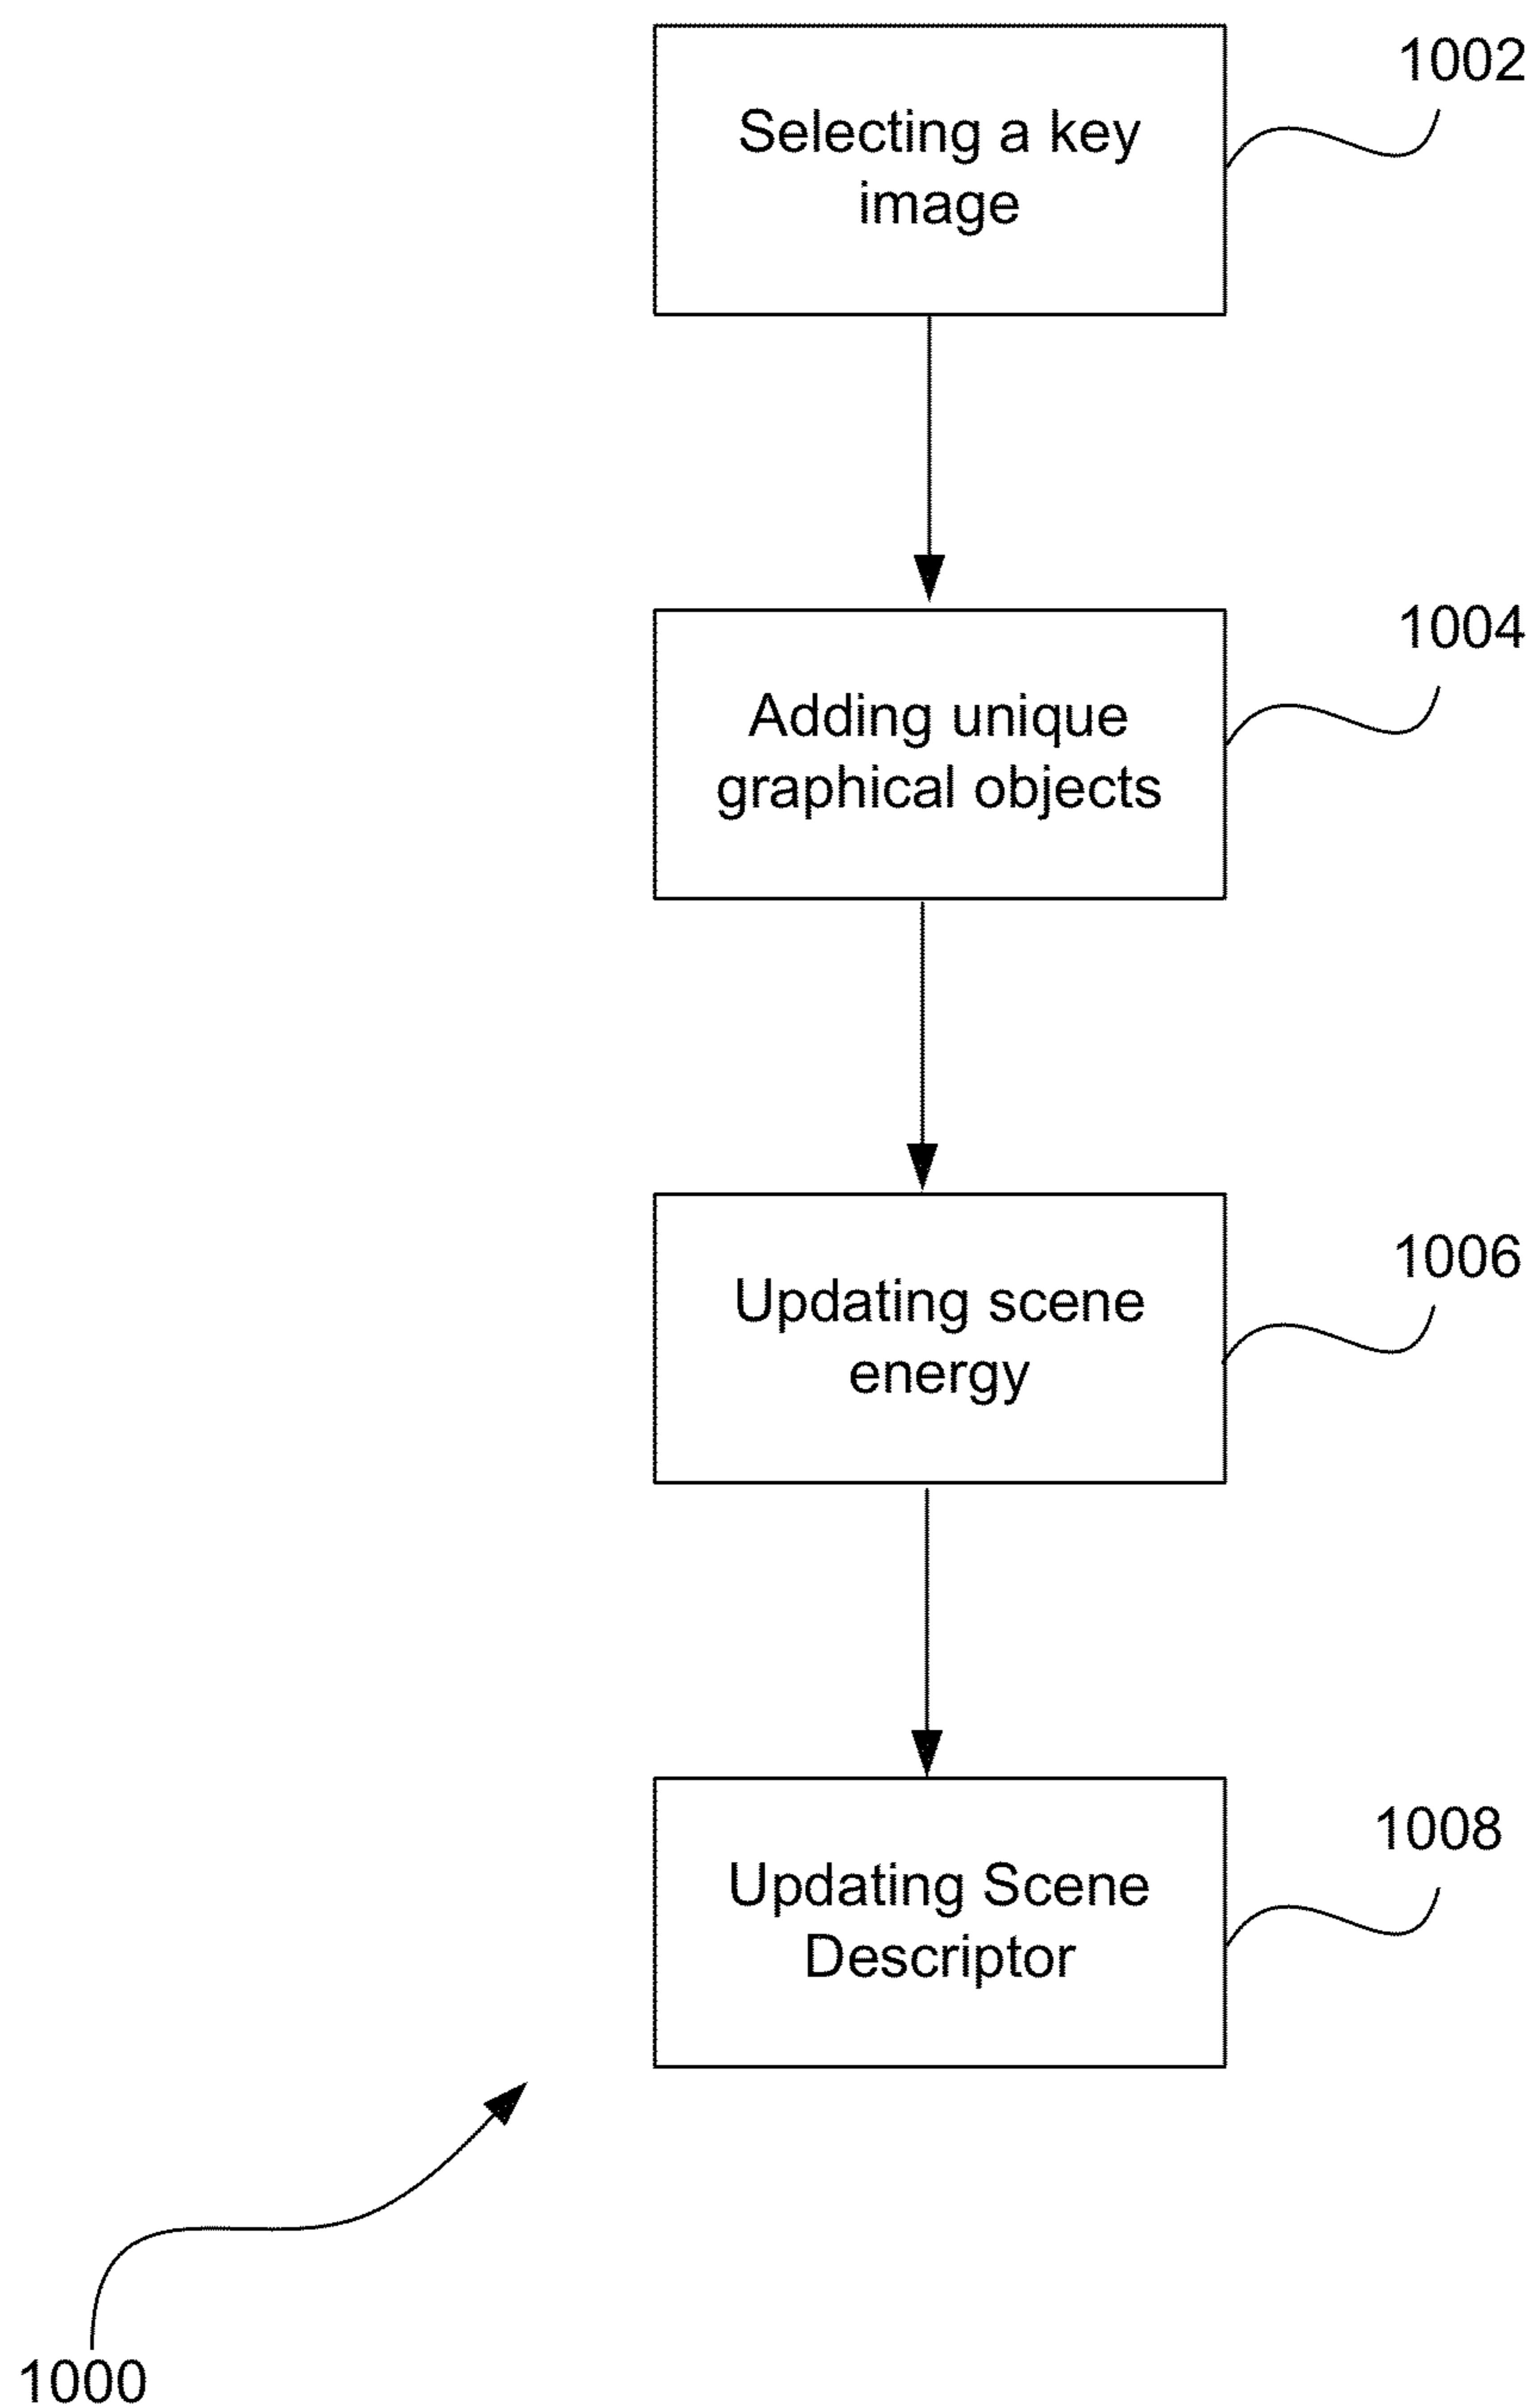 1002
Selecting a key
image
1004
Adding unique
graphical objects
1006
Updating scene
energy
1008
Updating Scene
Descriptor
1000